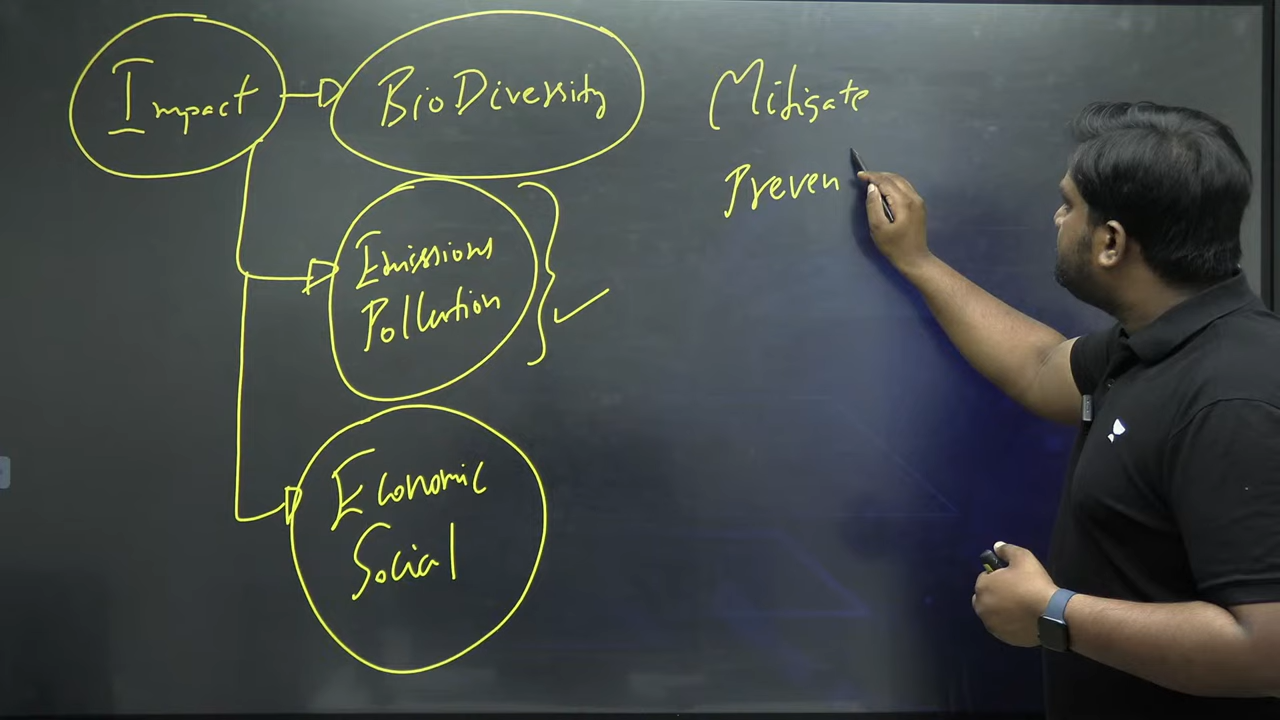 Impact
BioDiversity
Mitigate
Preven
Emissions
Pollution
Economic
Social